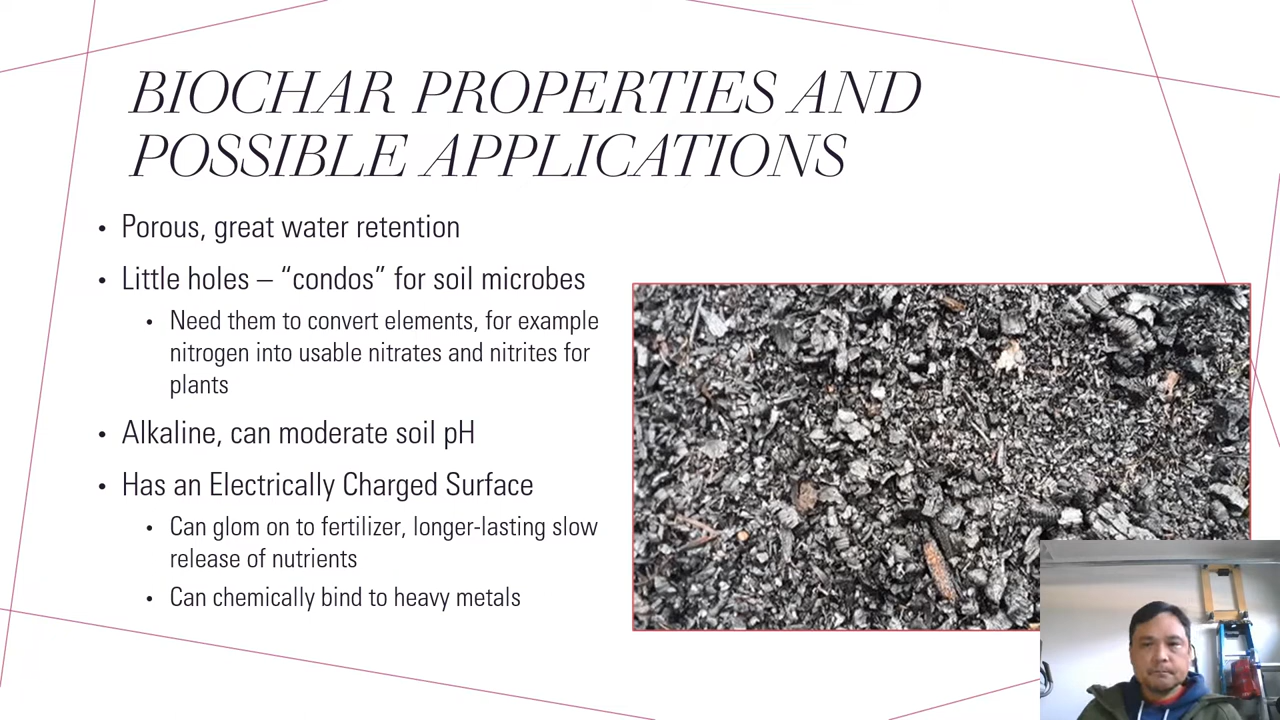 BIOCHAR PROPERTIES AND
POSSIBLE APPLICATIONS
• Porous, great water retention
• Little holes – “condos” for soil microbes
• Need them to convert elements, for example
nitrogen into usable nitrates and nitrites for
plants
• Alkaline, can moderate soil pH
• Has an Electrically Charged Surface
• Can glom on to fertilizer, longer-lasting slow
release of nutrients
• Can chemically bind to heavy metals